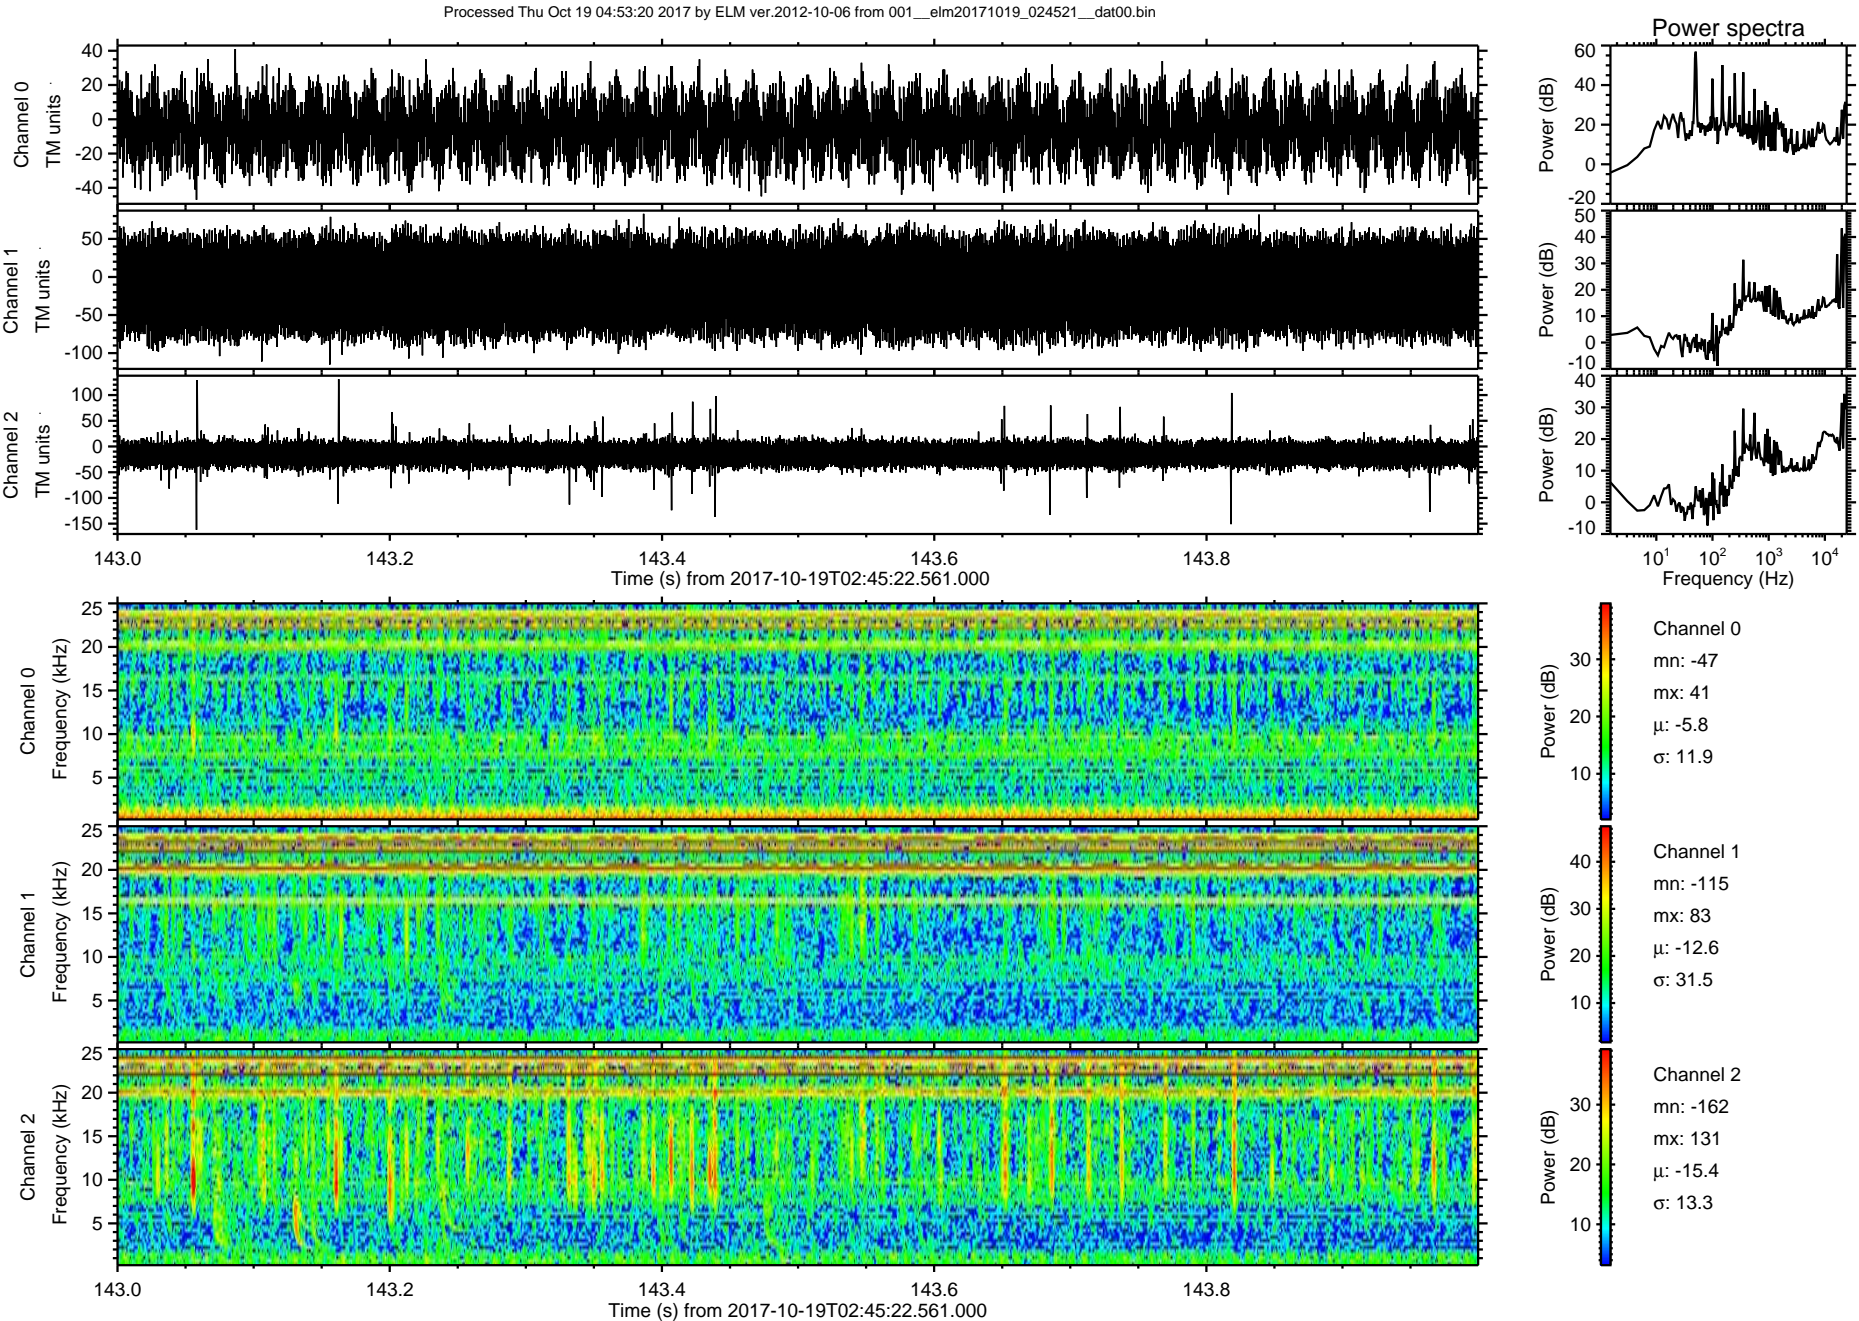 Processed Thu Oct 19 04:53:20 2017 by ELM ver.2012-10-06 from 001__elm20171019_024521__dat00.bin
Power spectra
Channel 0
TM units
40
20
0
-20
-40
Power (dB)
60
40
20
0
-20
Channel 1
TM units
50
0
-50
-100
Power (dB)
50
40
30
20
10
0
-10
Channel 2
TM units
100
50
0
-50
-100
-150
Power (dB)
40
30
20
10
0
-10
143.0 143.2 143.4 143.6 143.8
Time (s) from 2017-10-19T02:45:22.561.000
10^1 10^2 10^3 10^4
Frequency (Hz)
Channel 0
Frequency (kHz)
25
20
15
10
5
Power (dB)
30
20
10
Channel 0
mn: -47
mx: 41
μ: -5.8
σ: 11.9
Channel 1
Frequency (kHz)
25
20
15
10
5
Power (dB)
40
30
20
10
Channel 1
mn: -115
mx: 83
μ: -12.6
σ: 31.5
Channel 2
Frequency (kHz)
25
20
15
10
5
Power (dB)
30
20
10
Channel 2
mn: -162
mx: 131
μ: -15.4
σ: 13.3
143.0 143.2 143.4 143.6 143.8
Time (s) from 2017-10-19T02:45:22.561.000